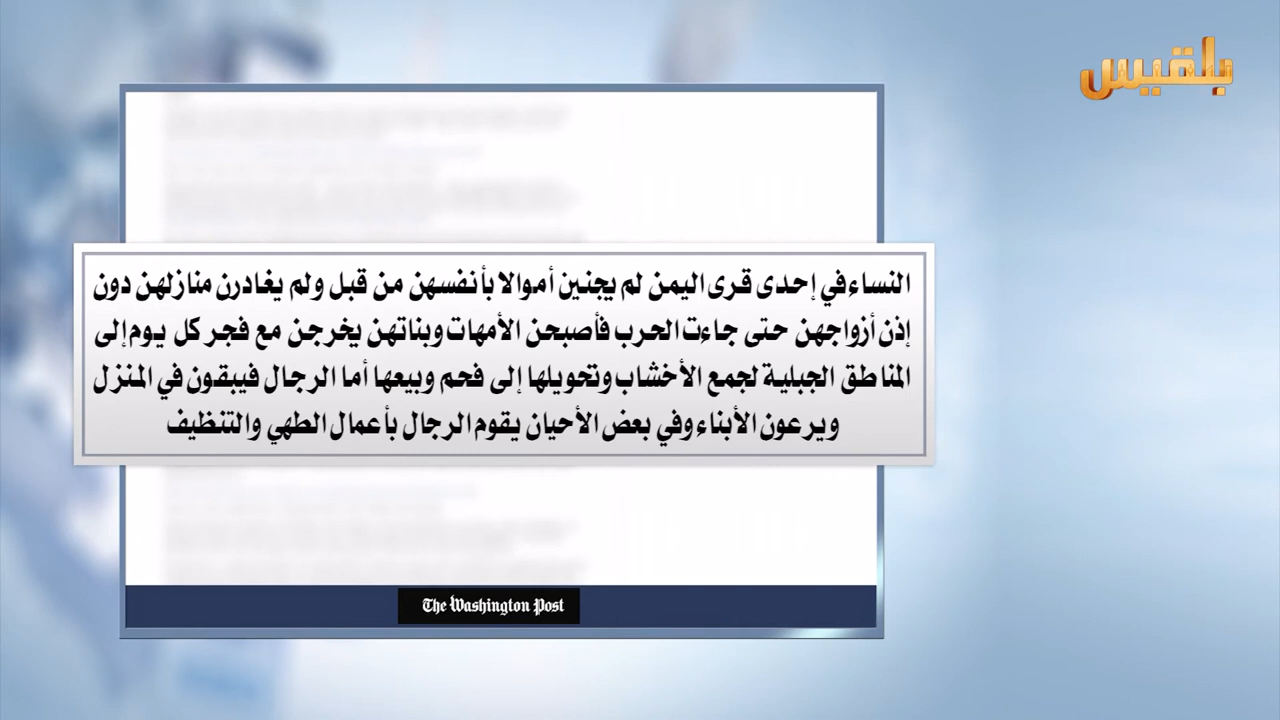 بلقيس
النساء في إحدى قرى اليمن لم يجنين أموالا بأنفسهن من قبل ولم يغادرن منازلهن دون
إذن أزواجهن حتى جاءت الحرب فأصبحن الأمهات وبناتهن يخرجن مع فجر كل يوم إلى
المناطق الجبلية لجمع الأخشاب وتحويلها إلى فحم وبيعها أما الرجال فيبقون في المنزل
ويرعون الأبناء وفي بعض الأحيان يقوم الرجال بأعمال الطهي والتنظيف
The Washington Post